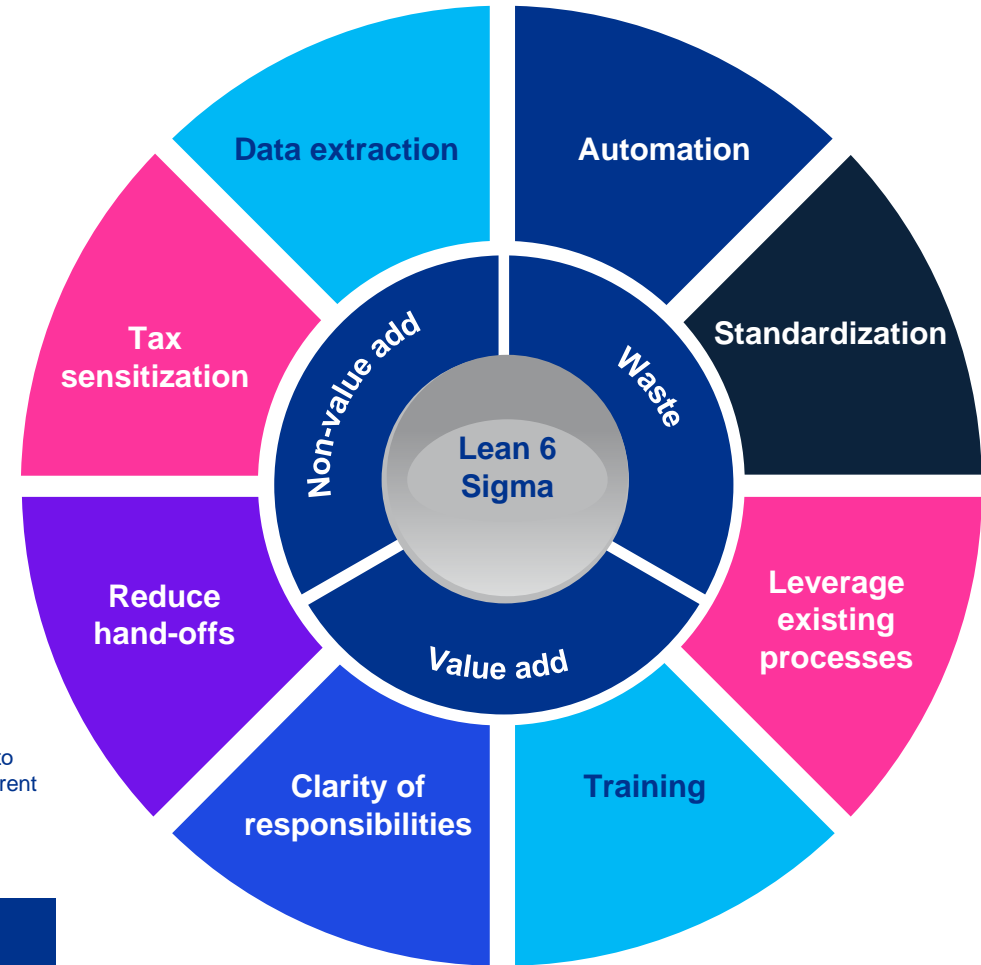 Data extraction
Automation
Tax
sensitization
Standardization
Non-value add
Waste
Lean 6
Sigma
Value add
Reduce
hand-offs
Leverage
existing
processes
Clarity of
responsibilities
Training
to